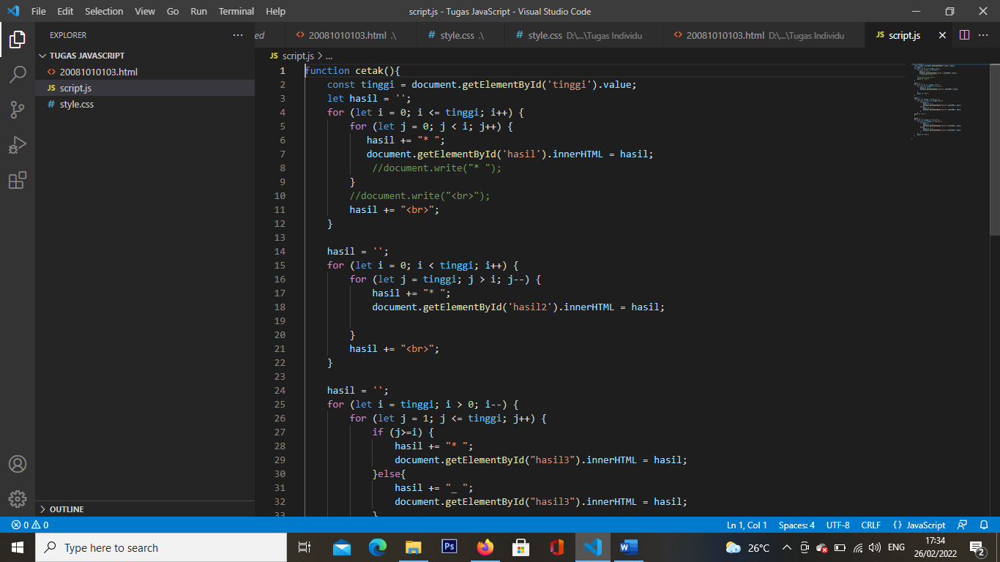 File Edit Selection View Go Run Terminal Help script.js - Tugas JavaScript - Visual Studio Code
EXPLORER
TUGAS JAVASCRIPT
20081010103.html
JS script.js
# style.css
OUTLINE
ed 20081010103.html .\ # style.css .\ # style.css D:\...\Tugas Individu 20081010103.html D:\...\Tugas Individu JS script.js
JS script.js > ...
1 function cetak(){
2     const tinggi = document.getElementById('tinggi').value;
3     let hasil = '';
4     for (let i = 0; i <= tinggi; i++) {
5         for (let j = 0; j < i; j++) {
6            hasil += "* ";
7            document.getElementById('hasil').innerHTML = hasil;
8             //document.write("* ");
9         }
10         //document.write("<br>");
11         hasil += "<br>";
12     }
13
14     hasil = '';
15     for (let i = 0; i < tinggi; i++) {
16         for (let j = tinggi; j > i; j--) {
17             hasil += "* ";
18             document.getElementById('hasil2').innerHTML = hasil;
19
20         }
21         hasil += "<br>";
22     }
23
24     hasil = '';
25     for (let i = tinggi; i > 0; i--) {
26         for (let j = 1; j <= tinggi; j++) {
27             if (j>=i) {
28                 hasil += "* ";
29                 document.getElementById("hasil3").innerHTML = hasil;
30             }else{
31                 hasil += "_ ";
32                 document.getElementById("hasil3").innerHTML = hasil;
33             }
0 0 Ln 1, Col 1 Spaces: 4 UTF-8 CRLF {} JavaScript
Type here to search
Ps
26°C ENG
17:34
26/02/2022
2